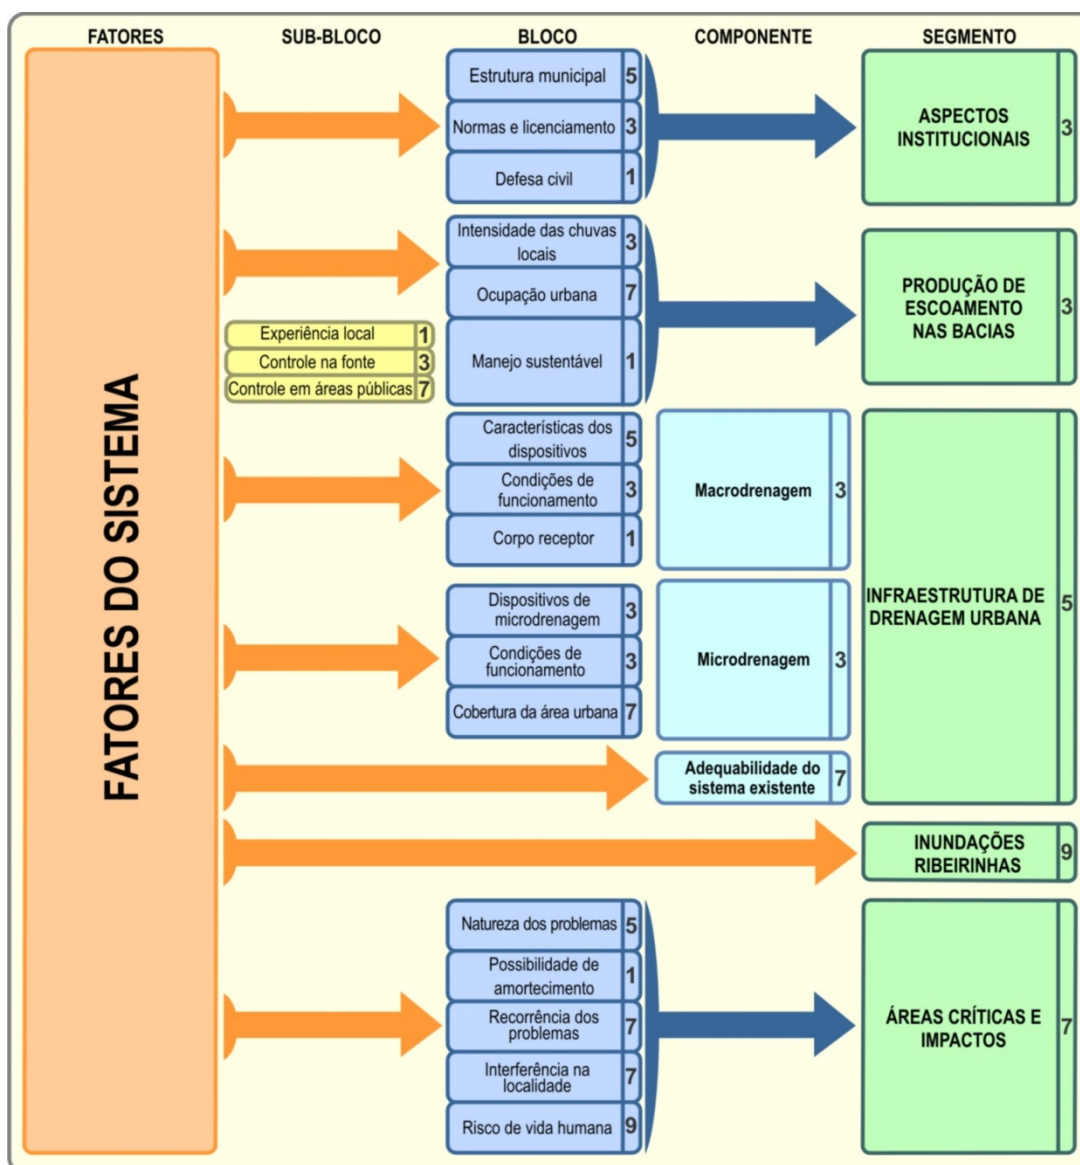 FATORES
SUB-BLOCO
BLOCO
COMPONENTE
SEGMENTO
FATORES DO SISTEMA
Estrutura municipal 5
Normas e licenciamento 3
Defesa civil 1
ASPECTOS
INSTITUCIONAIS
3
Intensidade das chuvas
locais
3
Ocupação urbana 7
Experiência local 1
Controle na fonte 3
Controle em áreas públicas 7
Manejo sustentável 1
PRODUÇÃO DE
ESCOAMENTO
NAS BACIAS
3
Características dos
dispositivos
5
Condições de
funcionamento
3
Corpo receptor 1
Macrodrenagem 3
Dispositivos de
microdrenagem
3
Condições de
funcionamento
3
Cobertura da área urbana 7
Microdrenagem 3
Adequabilidade do
sistema existente
7
INFRAESTRUTURA DE
DRENAGEM URBANA
5
INUNDAÇÕES
RIBEIRINHAS
9
Natureza dos problemas 5
Possibilidade de
amortecimento
1
Recorrência dos
problemas
7
Interferência na
localidade
7
Risco de vida humana 9
ÁREAS CRÍTICAS E
IMPACTOS
7